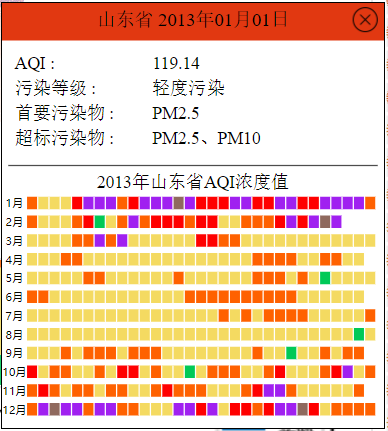 山东省 2013年01月01日
AQI： 119.14
污染等级： 轻度污染
首要污染物： PM2.5
超标污染物： PM2.5、PM10
2013年山东省AQI浓度值
1月
2月
3月
4月
5月
6月
7月
8月
9月
10月
11月
12月